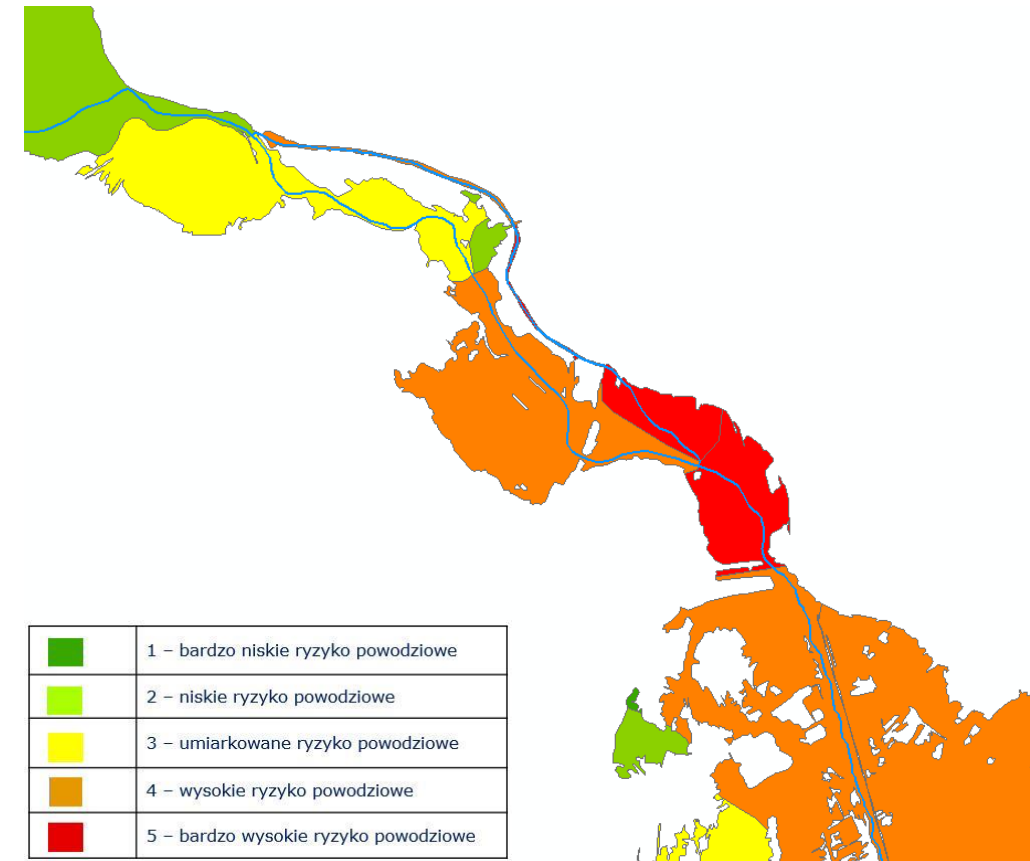 1 – bardzo niskie ryzyko powodziowe
2 – niskie ryzyko powodziowe
3 – umiarkowane ryzyko powodziowe
4 – wysokie ryzyko powodziowe
5 – bardzo wysokie ryzyko powodziowe